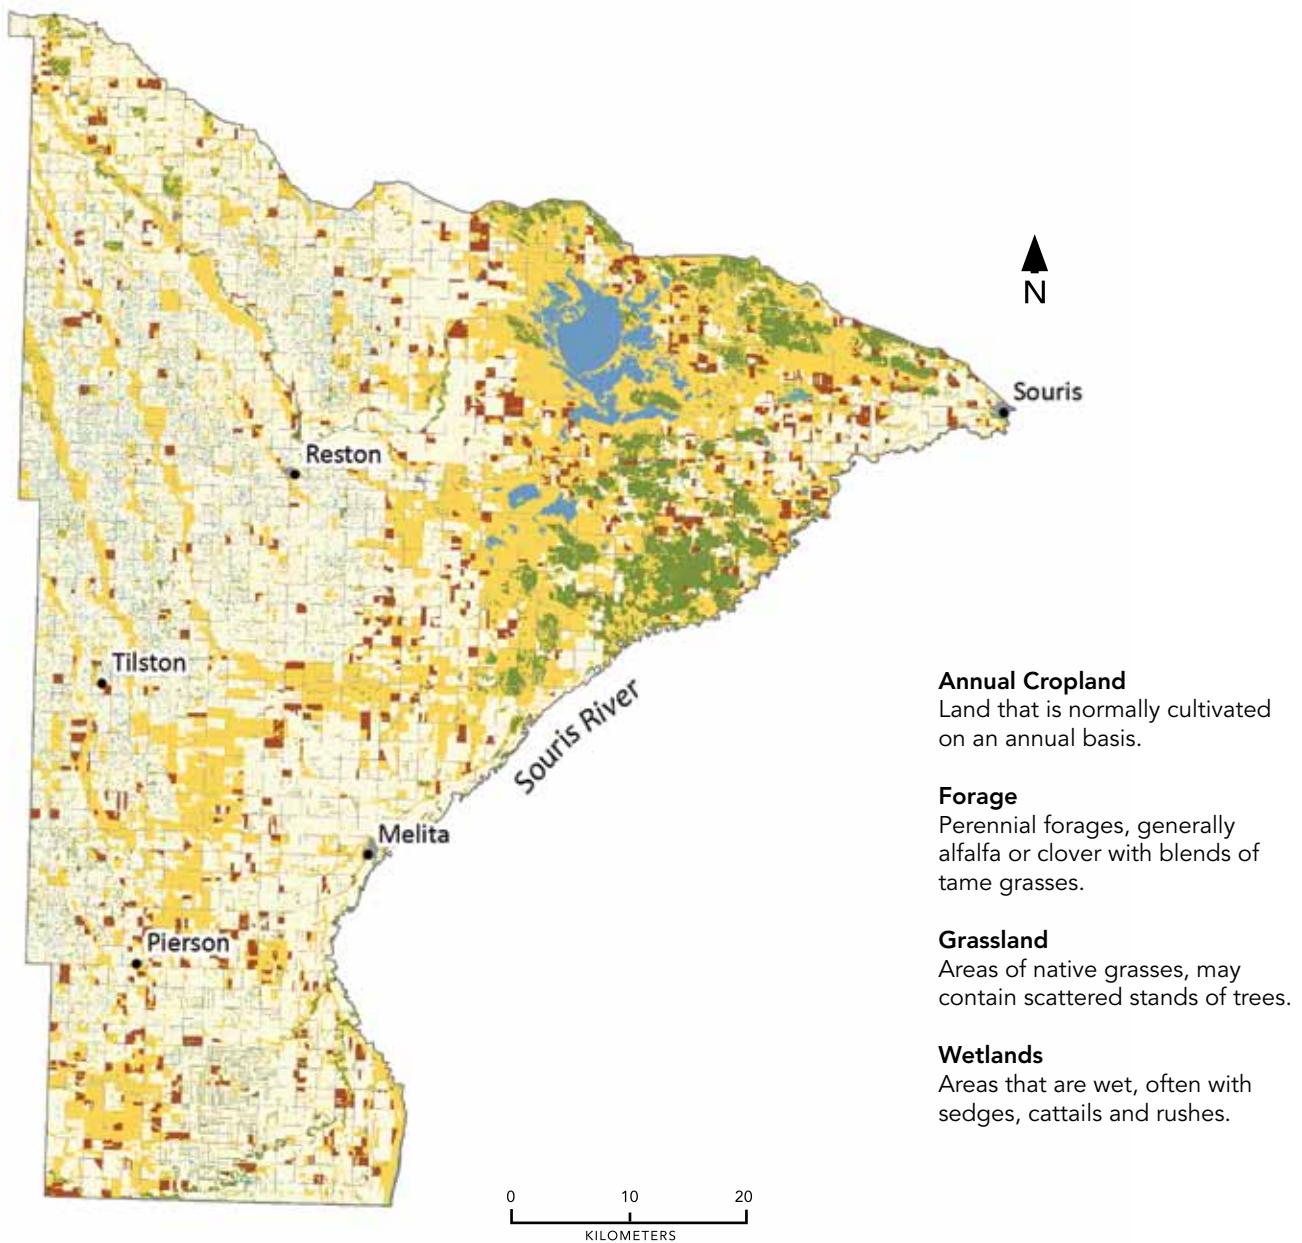 N
Souris
Reston
Tilston
Souris River
Melita
Pierson
Annual Cropland
Land that is normally cultivated
on an annual basis.
Forage
Perennial forages, generally
alfalfa or clover with blends of
tame grasses.
Grassland
Areas of native grasses, may
contain scattered stands of trees.
Wetlands
Areas that are wet, often with
sedges, cattails and rushes.
0 10 20
KILOMETERS